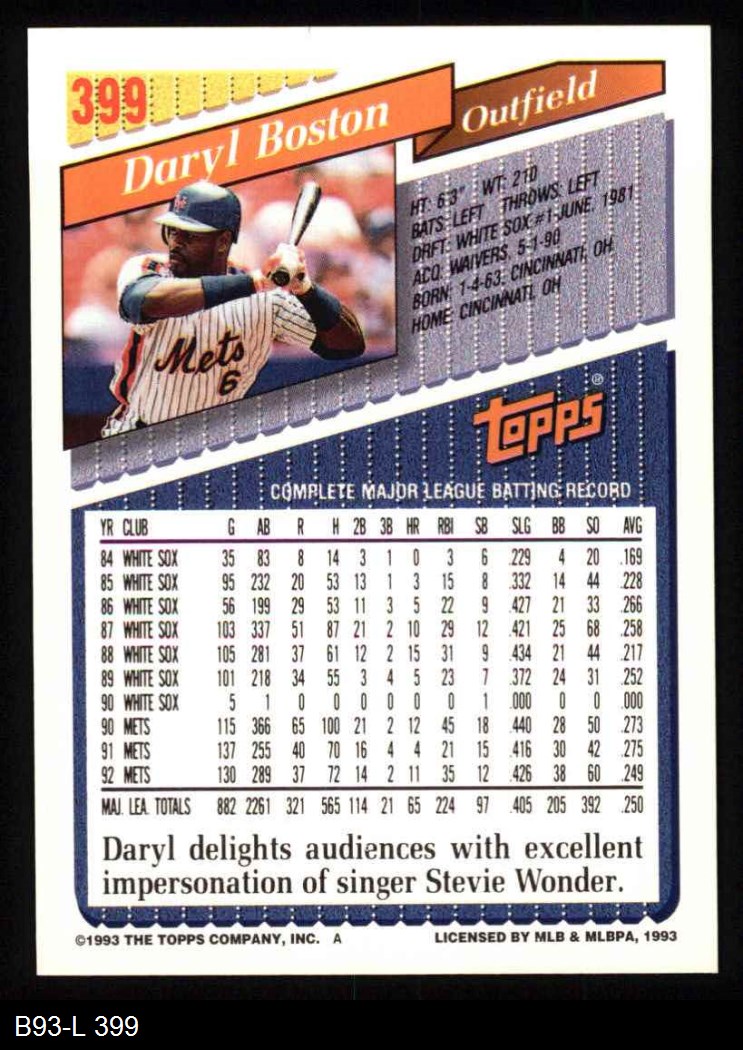 399
Daryl Boston
Outfield
HT: 6'3" WT: 210
BATS: LEFT THROWS: LEFT
DRFT: WHITE SOX #1-JUNE, 1981
ACQ: WAIVERS, 5-1-90
BORN: 1-4-63, CINCINNATI, OH
HOME: CINCINNATI, OH
Mets
6
TOPPS®
COMPLETE MAJOR LEAGUE BATTING RECORD
YR CLUB G AB R H 2B 3B HR RBI SB SLG BB SO AVG
84 WHITE SOX 35 83 8 14 3 1 0 3 6 .229 4 20 .169
85 WHITE SOX 95 232 20 53 13 1 3 15 8 .332 14 44 .228
86 WHITE SOX 56 199 29 53 11 3 5 22 9 .427 21 33 .266
87 WHITE SOX 103 337 51 87 21 2 10 29 12 .421 25 68 .258
88 WHITE SOX 105 281 37 61 12 2 15 31 9 .434 21 44 .217
89 WHITE SOX 101 218 34 55 3 4 5 23 7 .372 24 31 .252
90 WHITE SOX 5 1 0 0 0 0 0 0 1 .000 0 0 .000
90 METS 115 366 65 100 21 2 12 45 18 .440 28 50 .273
91 METS 137 255 40 70 16 4 4 21 15 .416 30 42 .275
92 METS 130 289 37 72 14 2 11 35 12 .426 38 60 .249
MAJ. LEA. TOTALS 882 2261 321 565 114 21 65 224 97 .405 205 392 .250
Daryl delights audiences with excellent
impersonation of singer Stevie Wonder.
©1993 THE TOPPS COMPANY, INC. A LICENSED BY MLB & MLBPA, 1993
B93-L 399